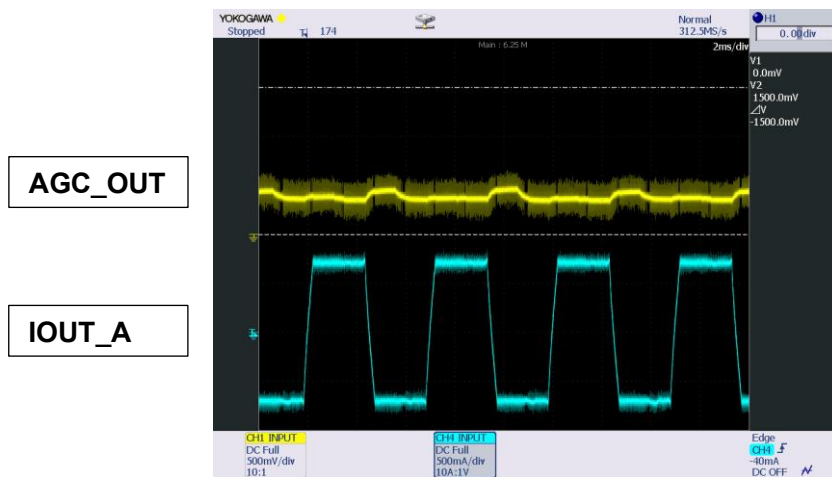 YOKOGAWA
Stopped 174
Normal
312.5MS/s
H1
0.00div
Main : 6.25 M
2ms/div
V1
0.0mV
V2
1500.0mV
⊿V
-1500.0mV
AGC_OUT
IOUT_A
CH1 INPUT
DC Full
500mV/div
10:1
CH4 INPUT
DC Full
500mA/div
10A:1V
Edge
CH4
-40mA
DC OFF